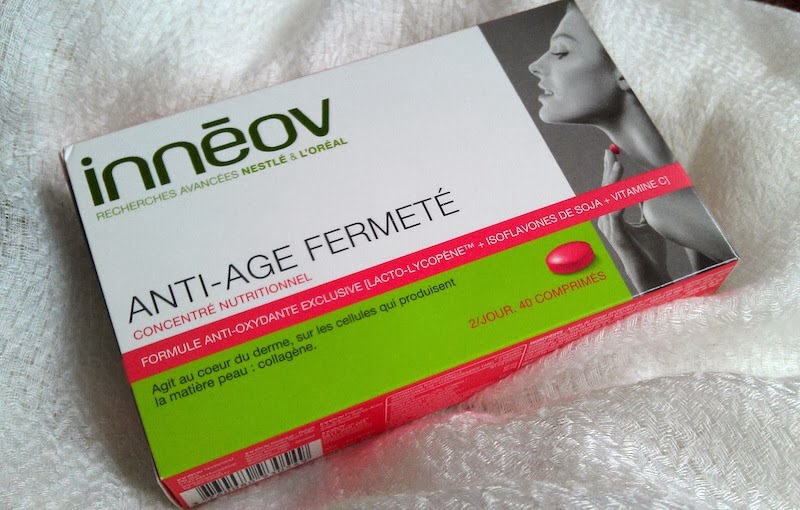 innēov
RECHERCHES AVANCÉES NESTLÉ & L'ORÉAL
ANTI-AGE FERMETÉ
CONCENTRÉ NUTRITIONNEL
FORMULE ANTI-OXYDANTE EXCLUSIVE [LACTO-LYCOPÈNE™ + ISOFLAVONES DE SOJA + VITAMINE C]
Agit au coeur du derme, sur les cellules qui produisent
la matière peau : collagène.
2/JOUR. 40 COMPRIMÉS